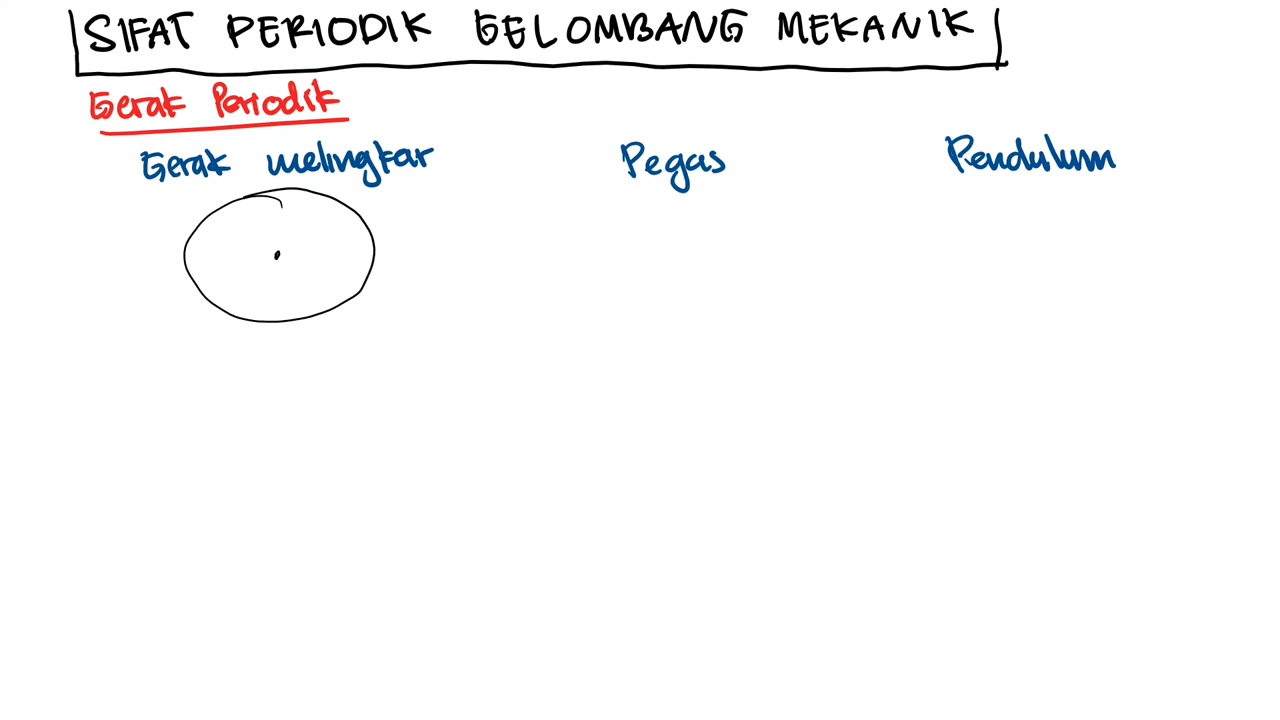 SIFAT PERIODIK GELOMBANG MEKANIK
Gerak Periodik
Gerak melingkar Pegas Pendulum